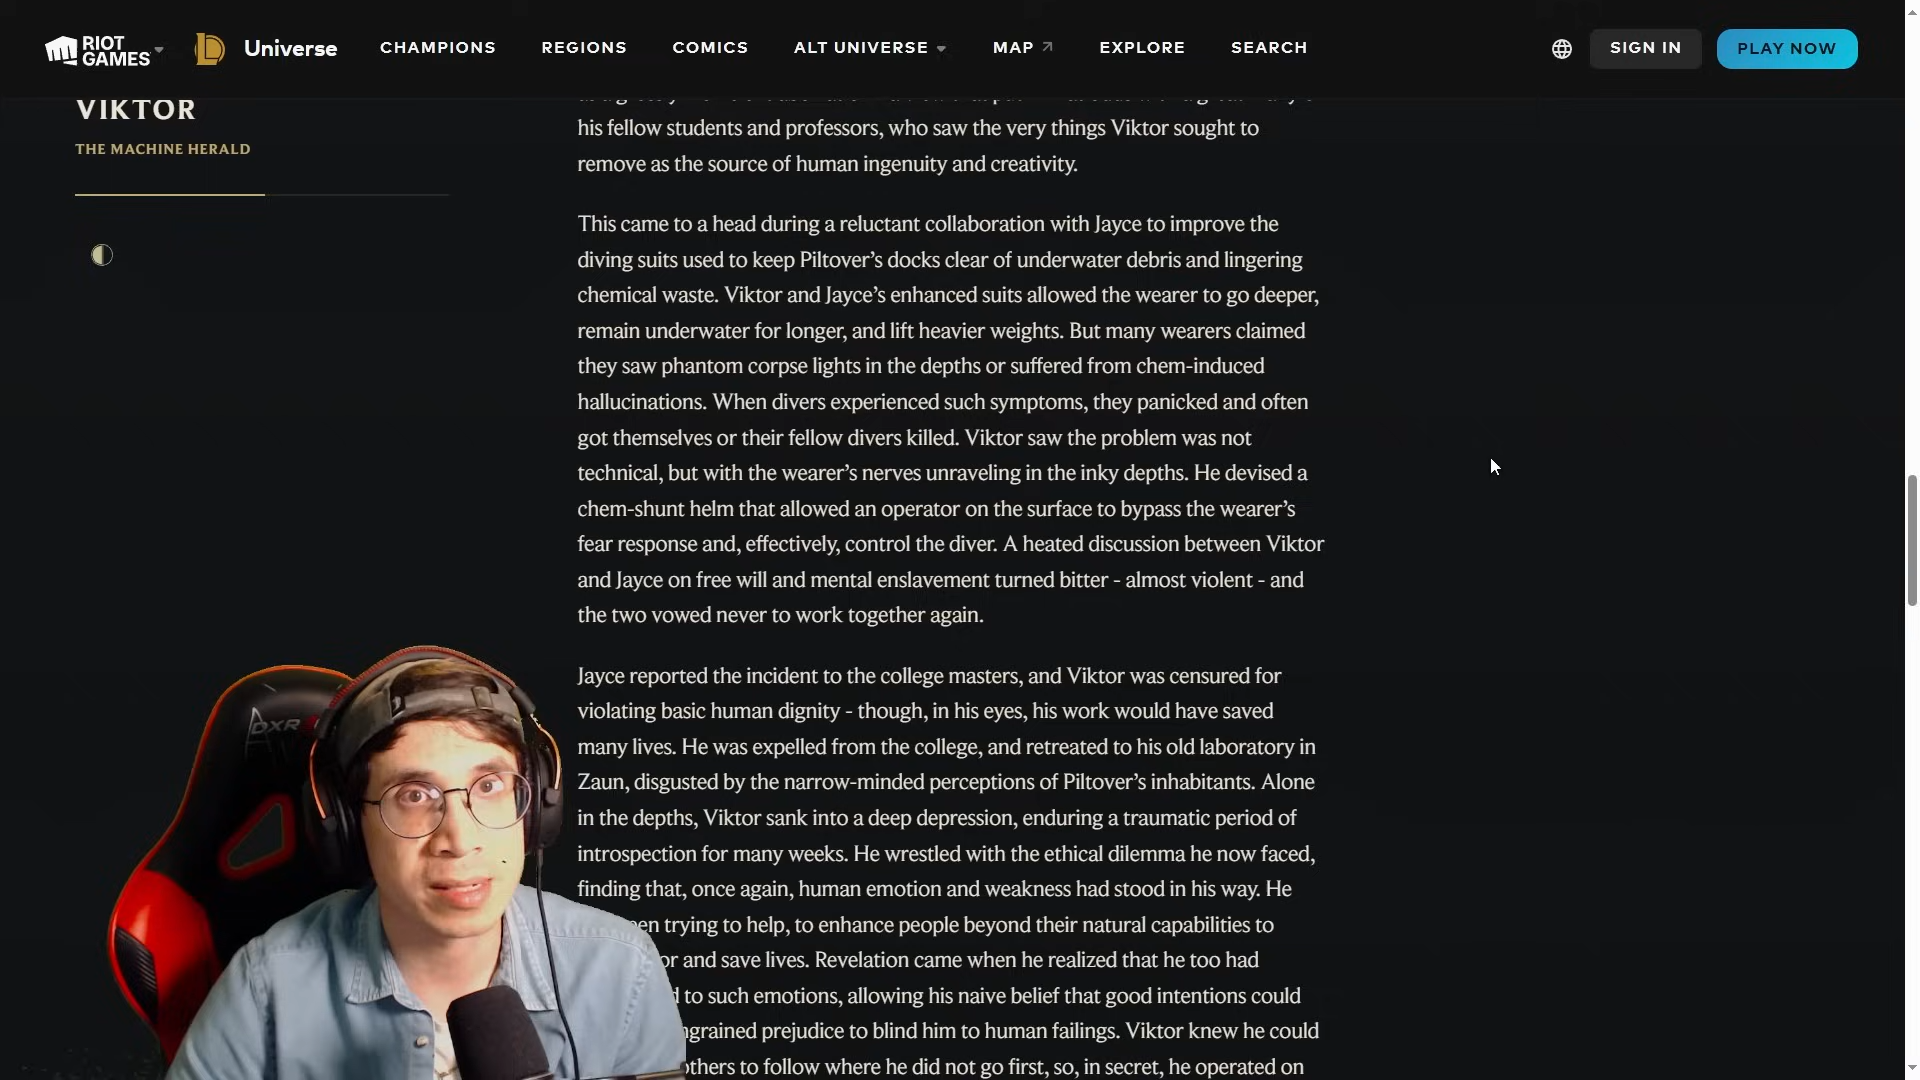 RIOT
GAMES
Universe
CHAMPIONS
REGIONS
COMICS
ALT UNIVERSE
MAP
EXPLORE
SEARCH
SIGN IN
PLAY NOW
VIKTOR
THE MACHINE HERALD
his fellow students and professors, who saw the very things Viktor sought to
remove as the source of human ingenuity and creativity.
This came to a head during a reluctant collaboration with Jayce to improve the
diving suits used to keep Piltover’s docks clear of underwater debris and lingering
chemical waste. Viktor and Jayce’s enhanced suits allowed the wearer to go deeper,
remain underwater for longer, and lift heavier weights. But many wearers claimed
they saw phantom corpse lights in the depths or suffered from chem-induced
hallucinations. When divers experienced such symptoms, they panicked and often
got themselves or their fellow divers killed. Viktor saw the problem was not
technical, but with the wearer’s nerves unraveling in the inky depths. He devised a
chem-shunt helm that allowed an operator on the surface to bypass the wearer’s
fear response and, effectively, control the diver. A heated discussion between Viktor
and Jayce on free will and mental enslavement turned bitter - almost violent - and
the two vowed never to work together again.
Jayce reported the incident to the college masters, and Viktor was censured for
violating basic human dignity - though, in his eyes, his work would have saved
many lives. He was expelled from the college, and retreated to his old laboratory in
Zaun, disgusted by the narrow-minded perceptions of Piltover’s inhabitants. Alone
in the depths, Viktor sank into a deep depression, enduring a traumatic period of
introspection for many weeks. He wrestled with the ethical dilemma he now faced,
finding that, once again, human emotion and weakness had stood in his way. He
trying to help, to enhance people beyond their natural capabilities to
and save lives. Revelation came when he realized that he too had
to such emotions, allowing his naive belief that good intentions could
prejudice to blind him to human failings. Viktor knew he could
others to follow where he did not go first, so, in secret, he operated on
DXR